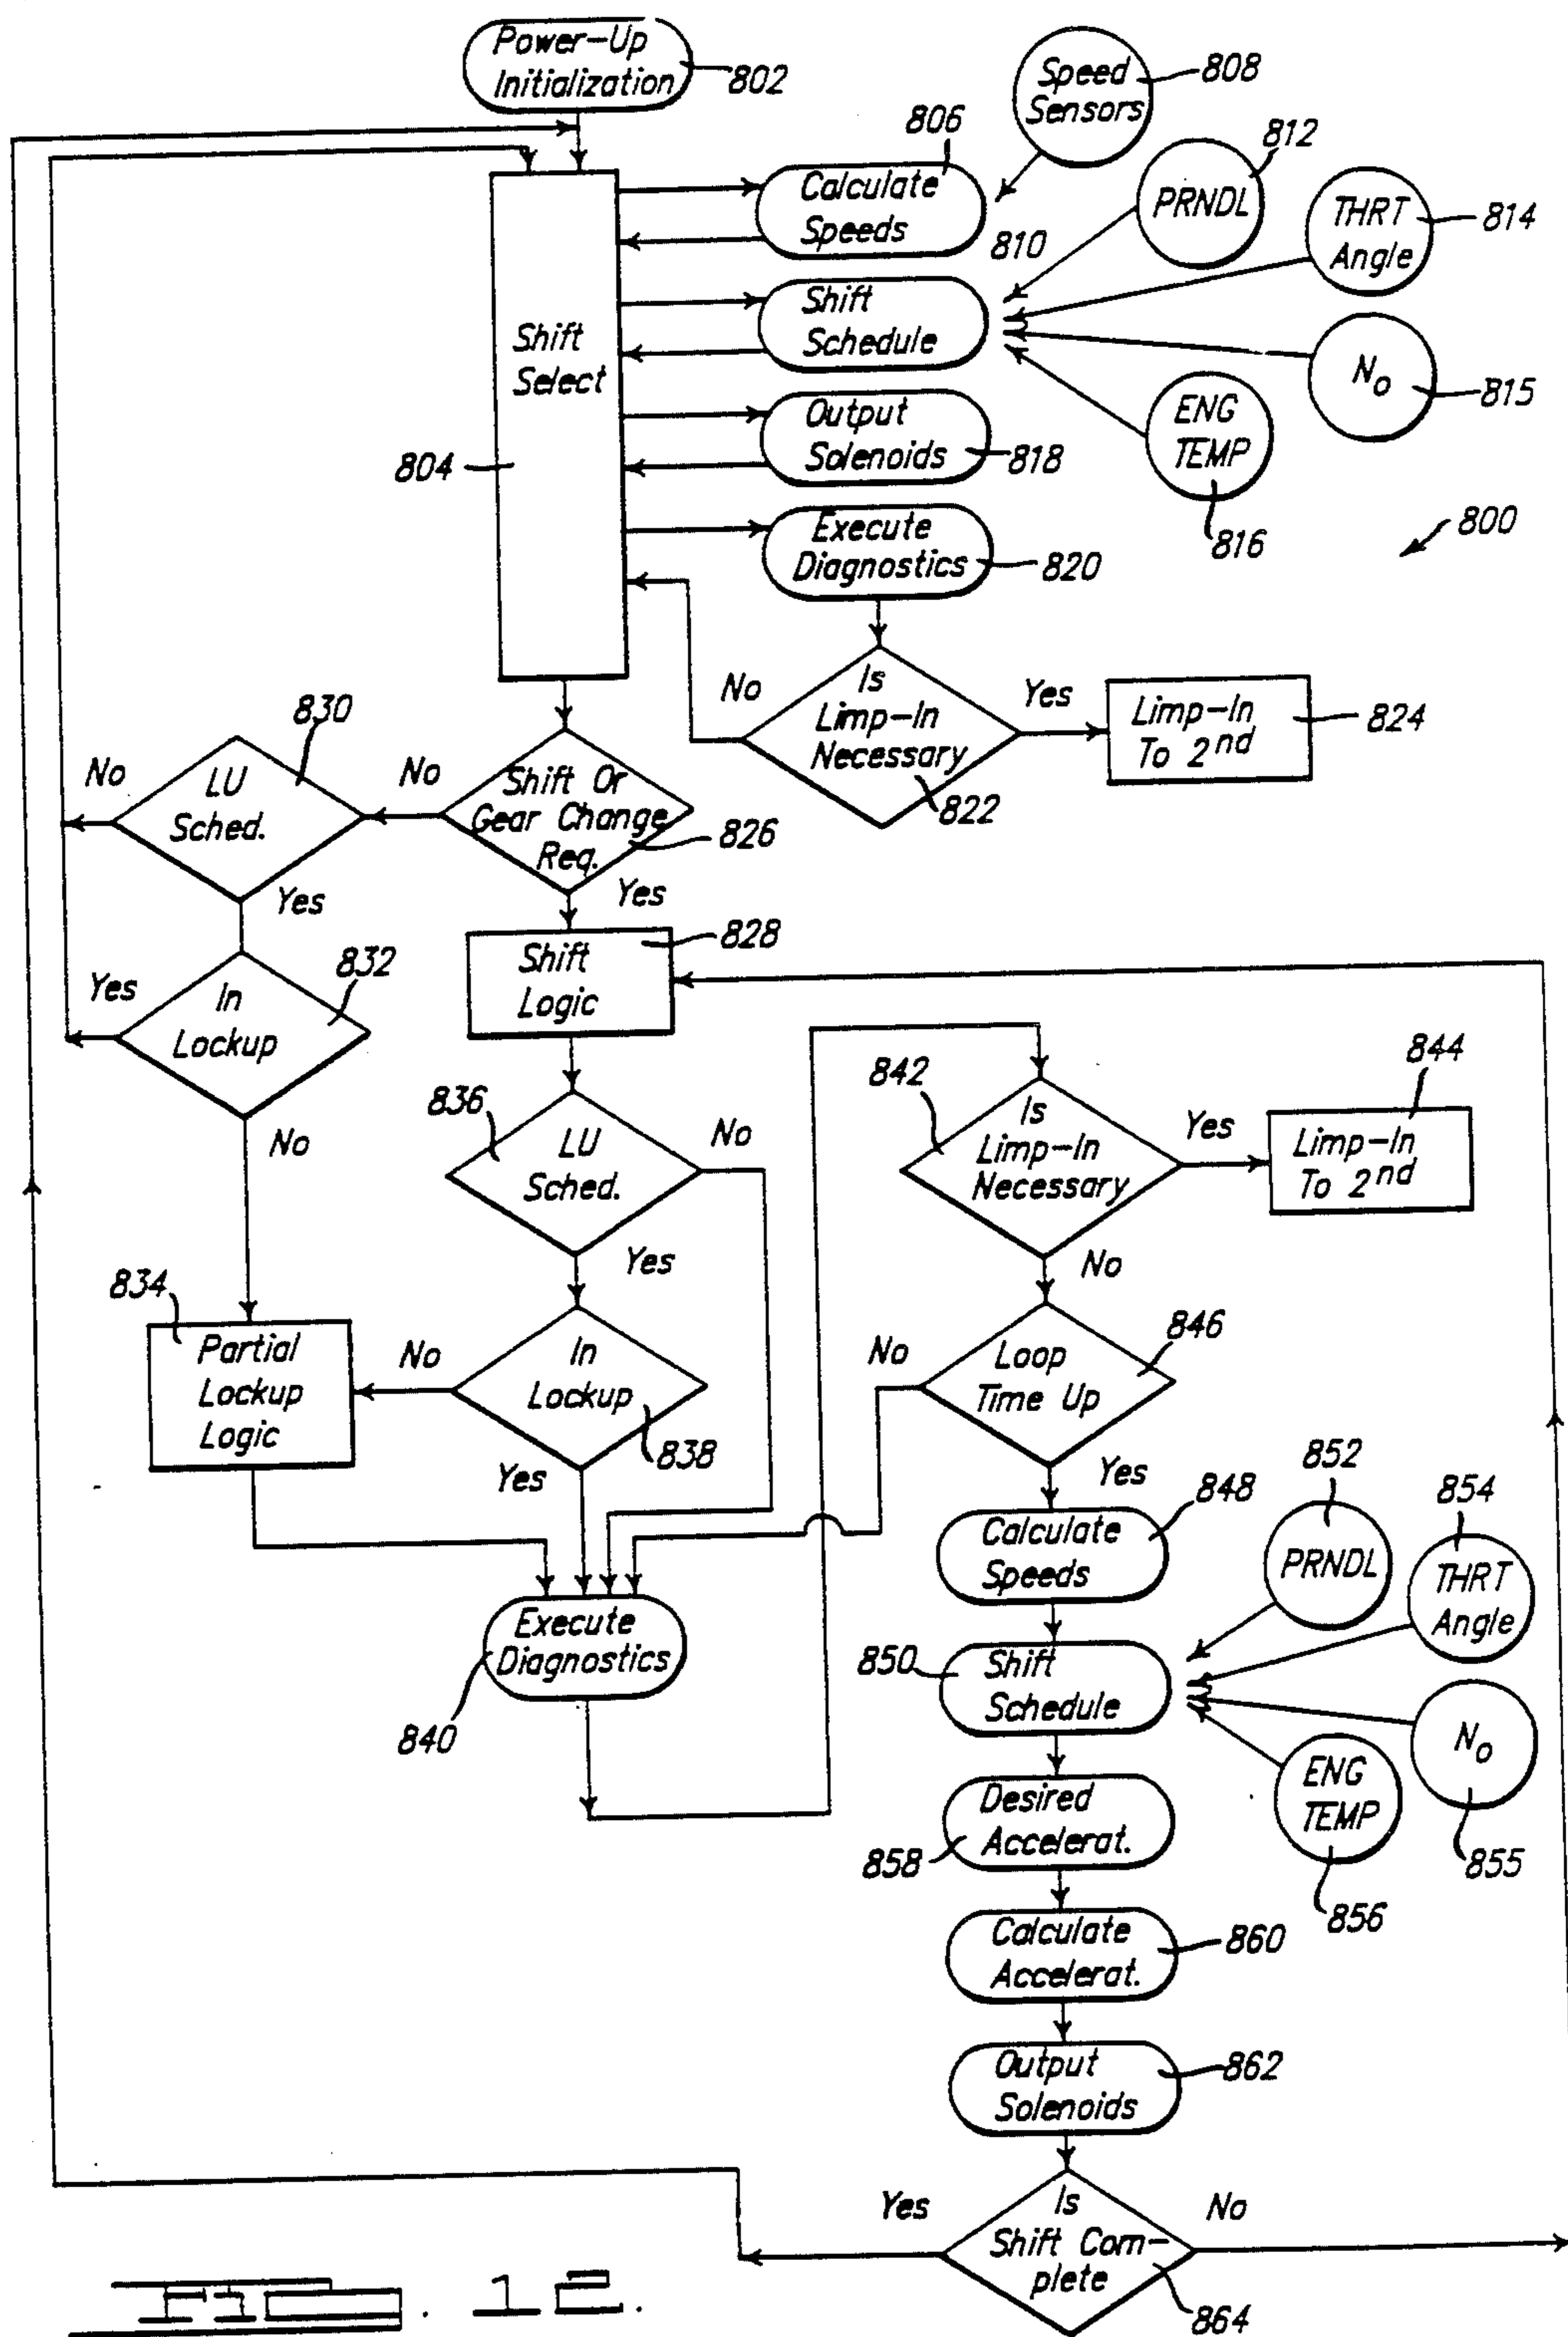 Power-Up
Initialization
802
Speed
Sensors
808
806
Calculate
Speeds
810
812
PRNDL
THRT
Angle
814
Shift
Schedule
Shift
Select
804
No
815
ENG
TEMP
816
Output
Solenoids
818
800
Execute
Diagnostics
820
Is
Limp-In
Necessary
822
No
Yes
Limp-In
To 2nd
824
830
LU
Sched.
No
Yes
No
Shift Or
Gear Change
Req.
826
Yes
832
In
Lockup
Yes
No
Shift
Logic
828
836
LU
Sched.
No
Yes
842
Is
Limp-In
Necessary
Yes
844
Limp-In
To 2nd
No
834
Partial
Lockup
Logic
No
In
Lockup
838
Yes
No
Loop
Time Up
846
Yes
Calculate
Speeds
848
852
PRNDL
854
THRT
Angle
Execute
Diagnostics
840
850
Shift
Schedule
No
855
ENG
TEMP
856
Desired
Accelerat.
858
Calculate
Accelerat.
860
Output
Solenoids
862
Yes
Is
Shift Com-
plete
864
No